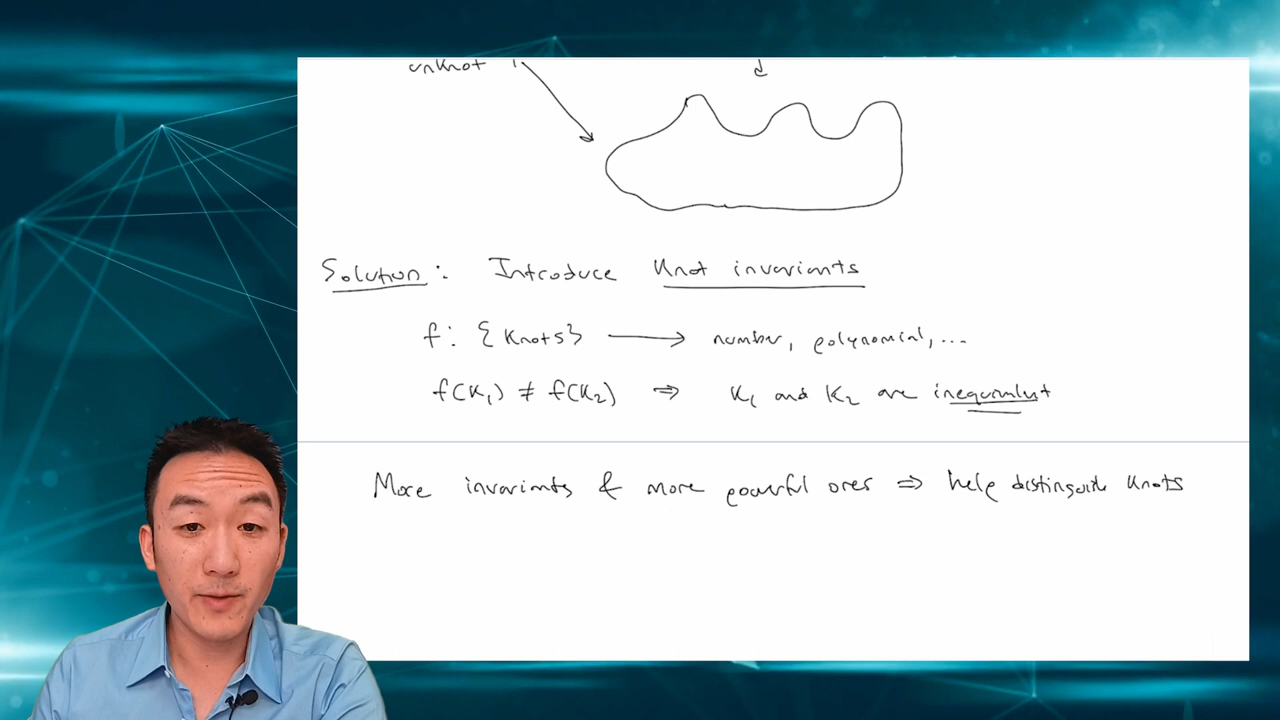 unknot
Solution: Introduce Knot invariants
f: {Knots} → number, polynomial, ...
f(K₁) ≠ f(K₂) ⇒ K₁ and K₂ are inequivalent
More invariants & more powerful ones ⇒ help distinguish Knots